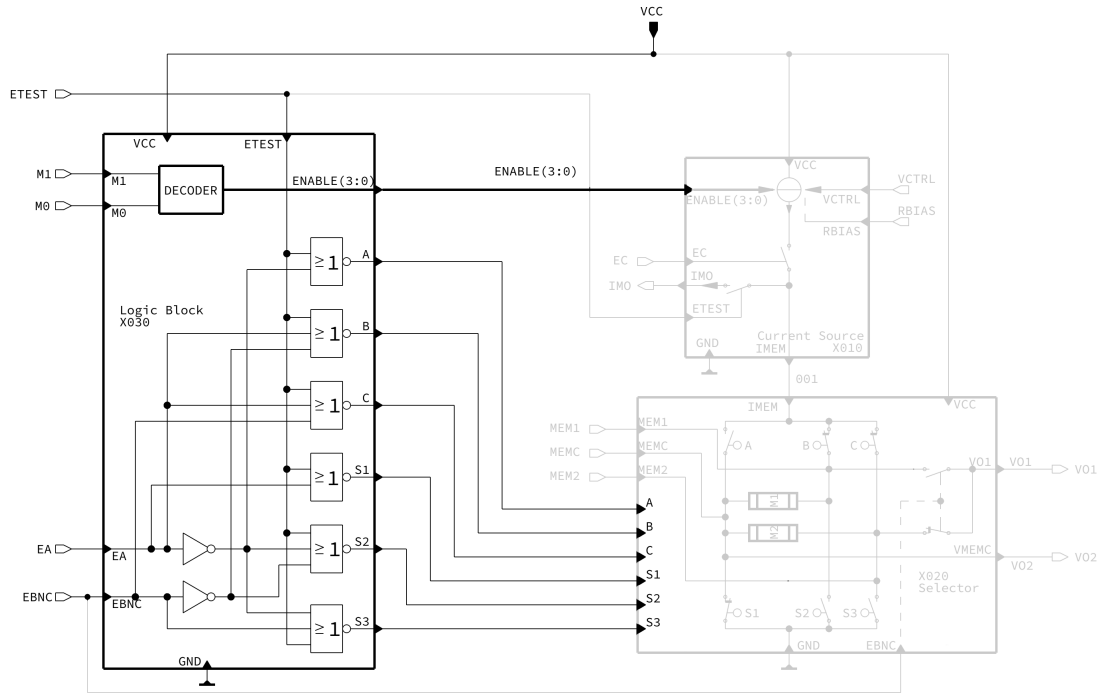 VCC
ETEST
VCC
ETEST
M1
M1
M0
M0
DECODER
ENABLE(3:0)
ENABLE(3:0)
VCC
ENABLE(3:0)
VCTRL
VCTRL
RBIAS
RBIAS
EC
EC
IMO
IMO
ETEST
GND
Current Source
X010
IMEM
001
Logic Block
X030
≥1
A
≥1
B
≥1
C
≥1
S1
≥1
S2
≥1
S3
EA
EA
EBNC
EBNC
GND
IMEM
VCC
MEM1
MEM1
MEMC
MEMC
MEM2
MEM2
A
B
C
VO1
VO1
VO1
M1
M2
A
B
C
S1
S2
S3
VMEMC
VO2
VO2
X020
Selector
S1
S2
S3
GND
EBNC